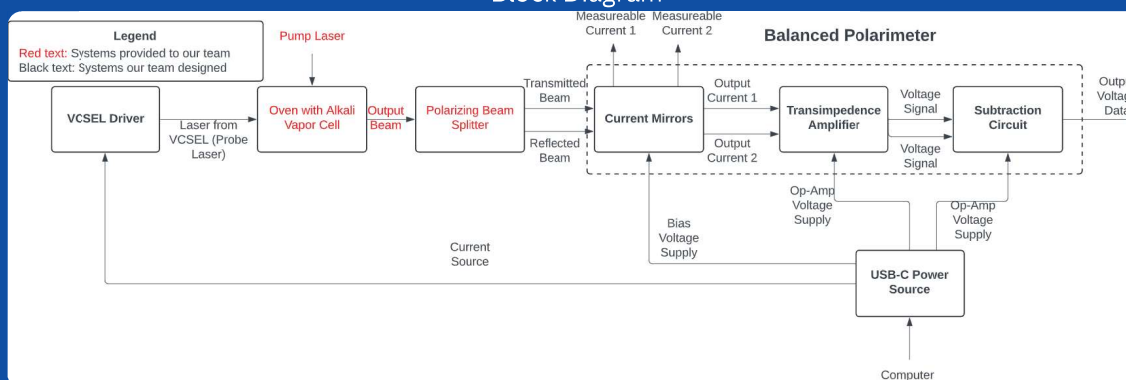 Block Diagram
Legend
Red text: Systems provided to our team
Black text: Systems our team designed
Pump Laser
Measureable
Current 1
Measureable
Current 2
Balanced Polarimeter
VCSEL Driver
Laser from
VCSEL (Probe
Laser)
Oven with Alkali
Vapor Cell
Output
Beam
Polarizing Beam
Splitter
Transmitted
Beam
Reflected
Beam
Current Mirrors
Output
Current 1
Output
Current 2
Transimpedence
Amplifier
Voltage
Signal
Voltage
Signal
Subtraction
Circuit
Output
Data
Current
Source
Bias
Voltage
Supply
Op-Amp
Voltage
Supply
Op-Amp
Voltage
Supply
USB-C Power
Source
Computer